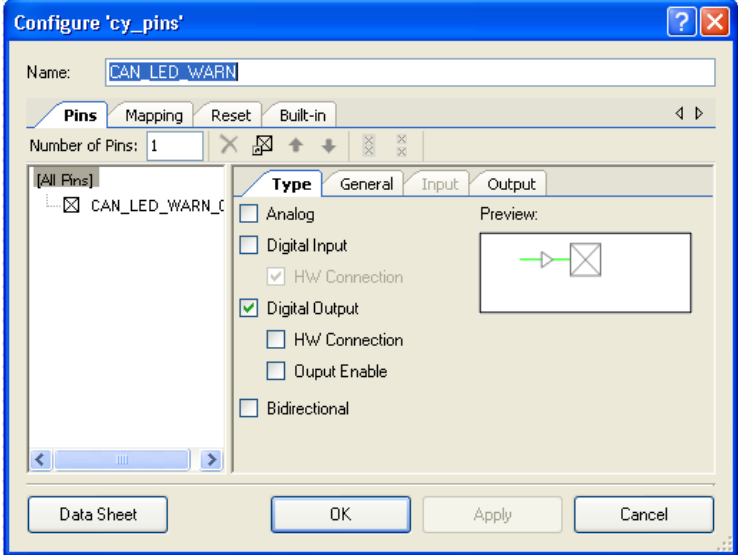 Configure 'cy_pins'
Name: CAN_LED_WARN
Pins Mapping Reset Built-in
Number of Pins: 1
[All Pins]
CAN_LED_WARN_0
Type General Input Output
Analog
Preview:
Digital Input
HW Connection
Digital Output
HW Connection
Ouput Enable
Bidirectional
Data Sheet OK Apply Cancel